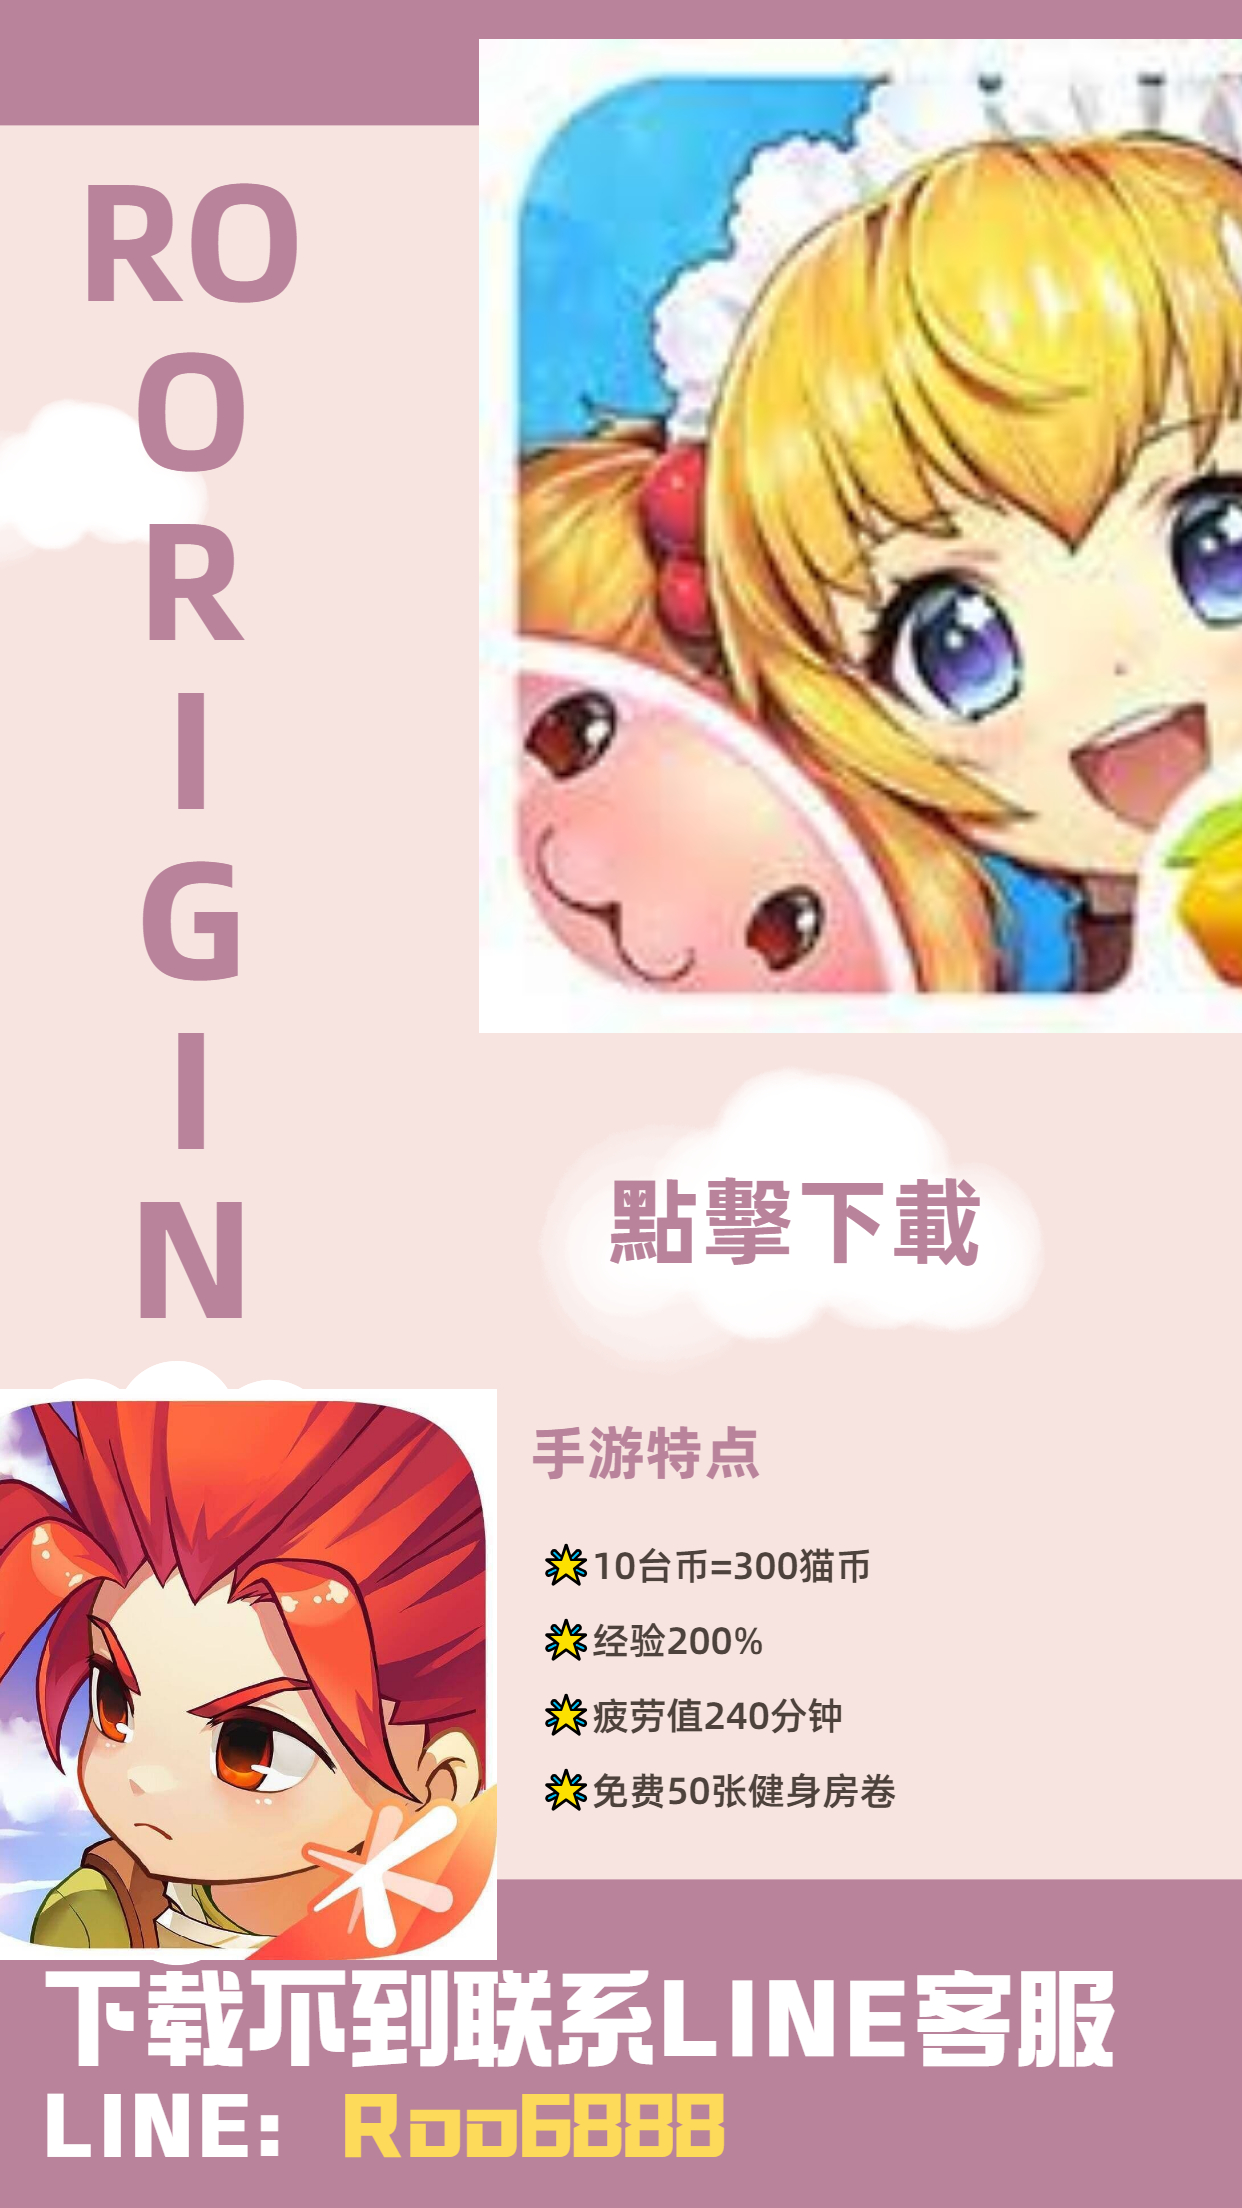 RO
O
R
I
G
I
N
點擊下載
手游特点
10台币=300猫币
经验200%
疲劳值240分钟
免费50张健身房卷
下载不到联系LINE客服
LINE: Roo6888